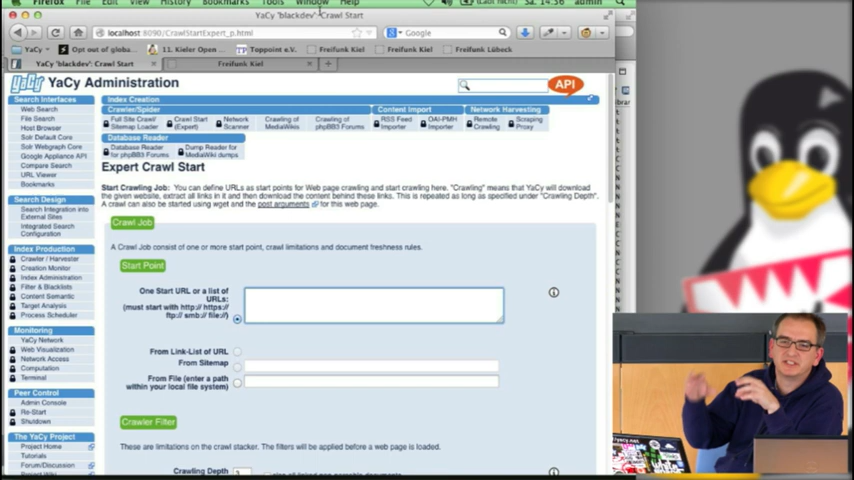 Firefox File Edit View History Bookmarks Tools Window Help Sa. 14:36 admin
YaCy 'blackdev': Crawl Start
localhost:8090/CrawlStartExpert_p.html
Google
YaCy Opt out of globa... 11. Kieler Open ... Toppoint e.V. Freifunk Kiel Freifunk Kiel Freifunk Lübeck
YaCy 'blackdev': Crawl Start
Freifunk Kiel
YaCy Administration
API
Search Interfaces
Web Search
File Search
Host Browser
Solr Default Core
Solr Webgraph Core
Google Appliance API
Compare Search
URL Viewer
Bookmarks
Search Design
Search Integration into
External Sites
Integrated Search
Configuration
Index Production
Crawler / Harvester
Creation Monitor
Index Administration
Filter & Blacklists
Content Semantic
Target Analysis
Process Scheduler
Monitoring
YaCy Network
Web Visualization
Network Access
Computation
Terminal
Peer Control
Admin Console
Re-Start
Shutdown
The YaCy Project
Project Home
Tutorials
Forum/Discussion
Index Creation
Crawler/Spider
Full Site Crawl/
Sitemap Loader
Crawl Start
(Expert)
Network
Scanner
Crawling of
MediaWikis
Crawling of
phpBB3 Forums
Content Import
RSS Feed
Importer
OAI-PMH
Importer
Network Harvesting
Remote
Crawling
Scraping
Proxy
Database Reader
Database Reader
for phpBB3 Forums
Dump Reader for
MediaWiki dumps
Expert Crawl Start
Start Crawling Job: You can define URLs as start points for Web page crawling and start crawling here. "Crawling" means that YaCy will download
the given website, extract all links in it and then download the content behind these links. This is repeated as long as specified under "Crawling Depth".
A crawl can also be started using wget and the post arguments for this web page.
Crawl Job
A Crawl Job consist of one or more start point, crawl limitations and document freshness rules.
Start Point
One Start URL or a list of
URLs:
(must start with http:// https://
ftp:// smb:// file://)
From Link-List of URL
From Sitemap
From File (enter a path
within your local file system)
Crawler Filter
These are limitations on the crawl stacker. The filters will be applied before a web page is loaded.
Crawling Depth